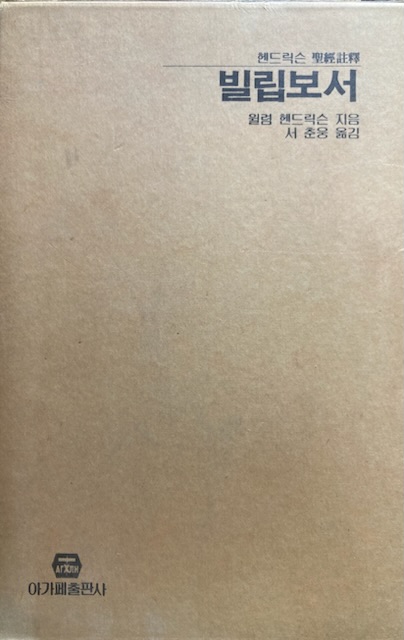 헨드릭슨 聖經註釋
빌립보서
윌렴 헨드릭슨 지음
서 춘웅 옮김
ΑΓΑΠΗ
아가페출판사